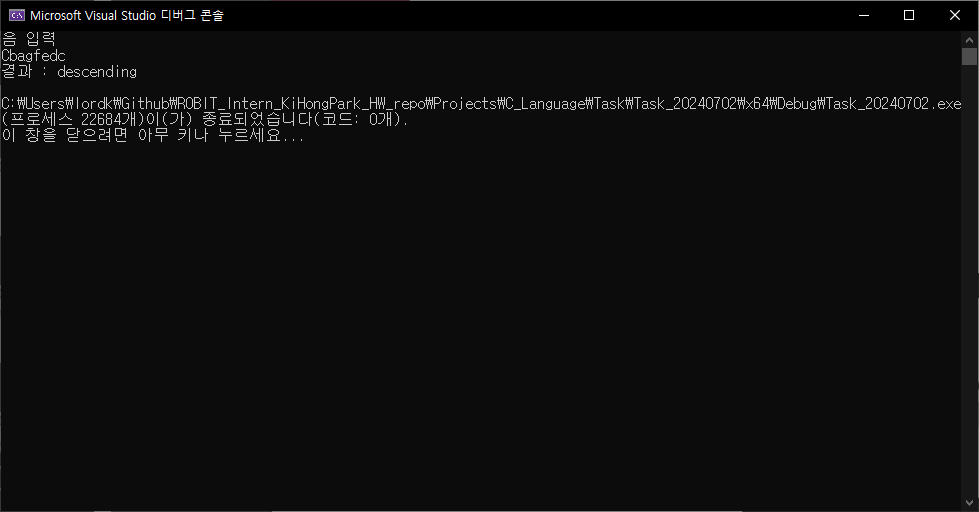 Microsoft Visual Studio 디버그 콘솔
음 입력
Cbagfedc
결과 : descending
C:₩Users₩lordk₩Github₩ROBIT_Intern_KiHongPark_HW_repo₩Projects₩C_Language₩Task₩Task_20240702₩x64₩Debug₩Task_20240702.exe
(프로세스 22684개)이(가) 종료되었습니다(코드: 0개).
이 창을 닫으려면 아무 키나 누르세요...